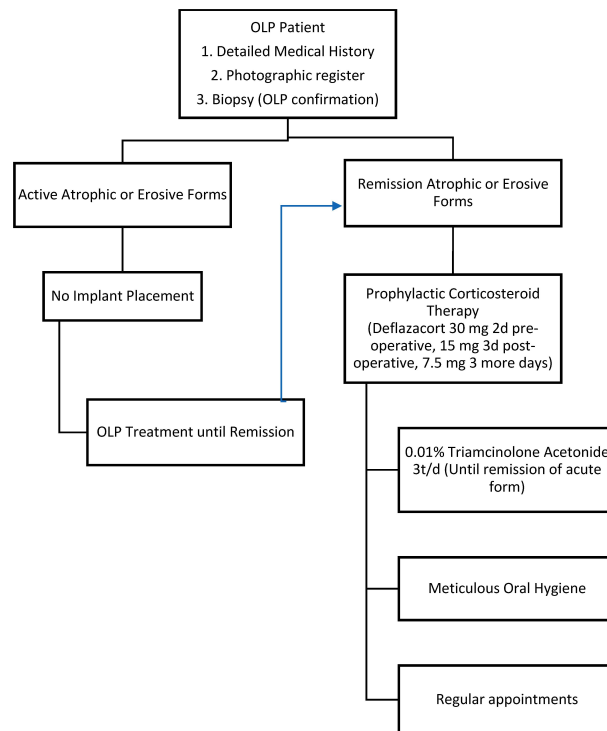 OLP Patient
1. Detailed Medical History
2. Photographic register
3. Biopsy (OLP confirmation)
Active Atrophic or Erosive Forms
Remission Atrophic or Erosive
Forms
No Implant Placement
Prophylactic Corticosteroid
Therapy
(Deflazacort 30 mg 2d pre-
operative, 15 mg 3d post-
operative, 7.5 mg 3 more days)
OLP Treatment until Remission
0.01% Triamcinolone Acetonide
3t/d (Until remission of acute
form)
Meticulous Oral Hygiene
Regular appointments